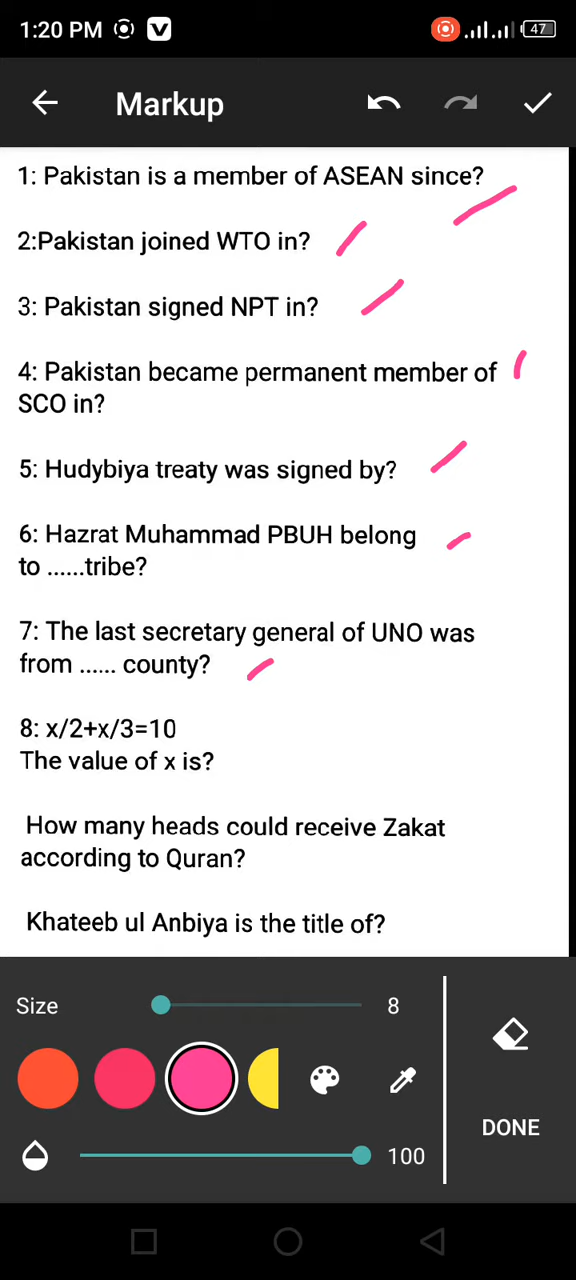 1:20 PM V 47
Markup
1: Pakistan is a member of ASEAN since?
2:Pakistan joined WTO in?
3: Pakistan signed NPT in?
4: Pakistan became permanent member of
SCO in?
5: Hudybiya treaty was signed by?
6: Hazrat Muhammad PBUH belong
to ......tribe?
7: The last secretary general of UNO was
from ...... county?
8: x/2+x/3=10
The value of x is?
How many heads could receive Zakat
according to Quran?
Khateeb ul Anbiya is the title of?
Size 8
DONE
100